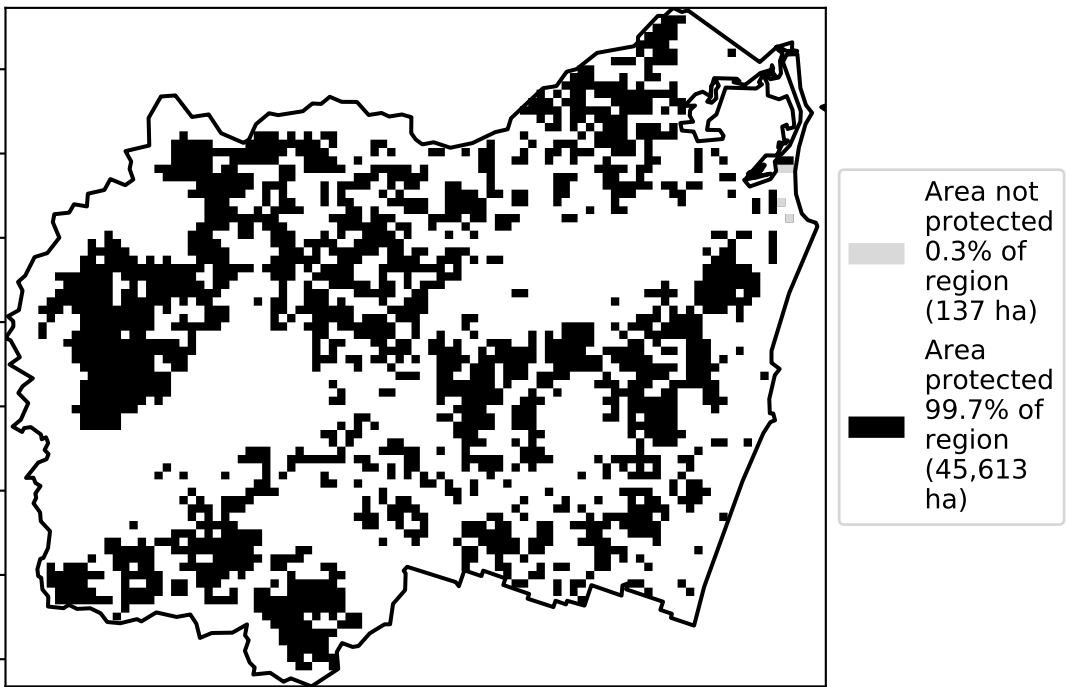 Area not
protected
0.3% of
region
(137 ha)
Area
protected
99.7% of
region
(45,613
ha)